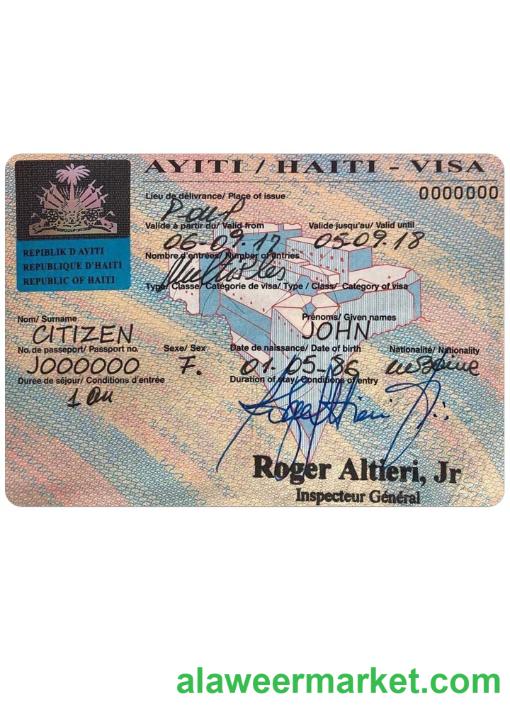 AYITI / HAITI - VISA
0000000
Lieu de délivrance/ Place of issue
PauP
Valide à partir du/ Valid from
Valide jusqu'au/ Valid until
06-09.17
05-09.18
Nombre d'entrées/ Number of entries
Multiples
Type/ Classe/ Catégorie de visa/ Type / Class/ Category of visa
REPIBLIK D AYITI
REPUBLIQUE D'HAITI
REPUBLIC OF HAITI
Nom/ Surname
Prénoms/ Given names
CITIZEN
JOHN
No. de passeport/ Passport no.
Sexe/ Sex
Date de naissance/ Date of birth
Nationalité/ Nationality
J000000
F.
01-05-86
Durée de séjour/ Conditions d'entrée
Duration of stay/ Conditions of entry
1 an
Roger Altieri, Jr
Inspecteur Général
alaweermarket.com